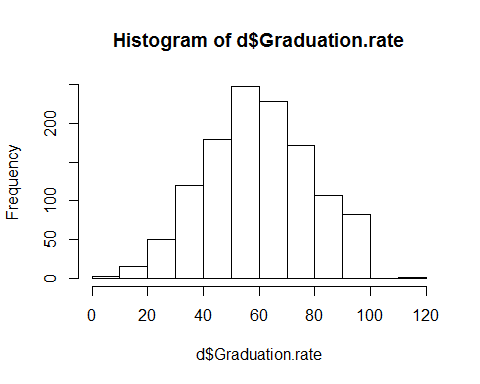 Histogram of d$Graduation.rate
Frequency
0 50 100 200
0 20 40 60 80 100 120
d$Graduation.rate